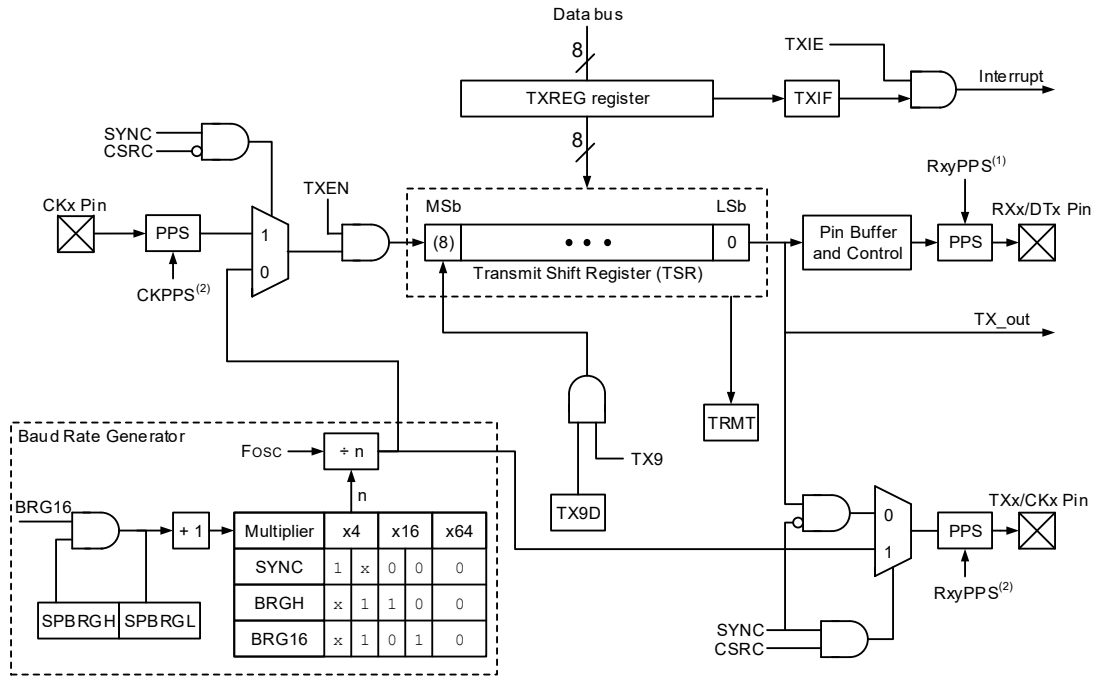 Data bus
8
TXREG register
TXIE
TXIF
Interrupt
8
SYNC
CSRC
CKx Pin
PPS
CKPPS(2)
1
0
TXEN
MSb
LSb
(8)
• • •
0
Transmit Shift Register (TSR)
Pin Buffer
and Control
RxyPPS(1)
PPS
RXx/DTx Pin
TX_out
TRMT
TX9
TX9D
Baud Rate Generator
FOSC
÷ n
n
BRG16
+ 1
SPBRGH SPBRGL
Multiplier x4 x16 x64
SYNC 1 x 0 0 0
BRGH x 1 1 0 0
BRG16 x 1 0 1 0
0
1
PPS
TXx/CKx Pin
RxyPPS(2)
SYNC
CSRC